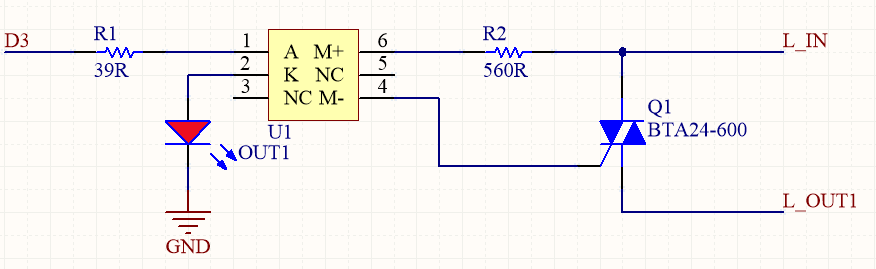 D3
R1
39R
1
2
3
A M+
K NC
NC M-
6
5
4
U1
OUT1
GND
R2
560R
L_IN
Q1
BTA24-600
L_OUT1